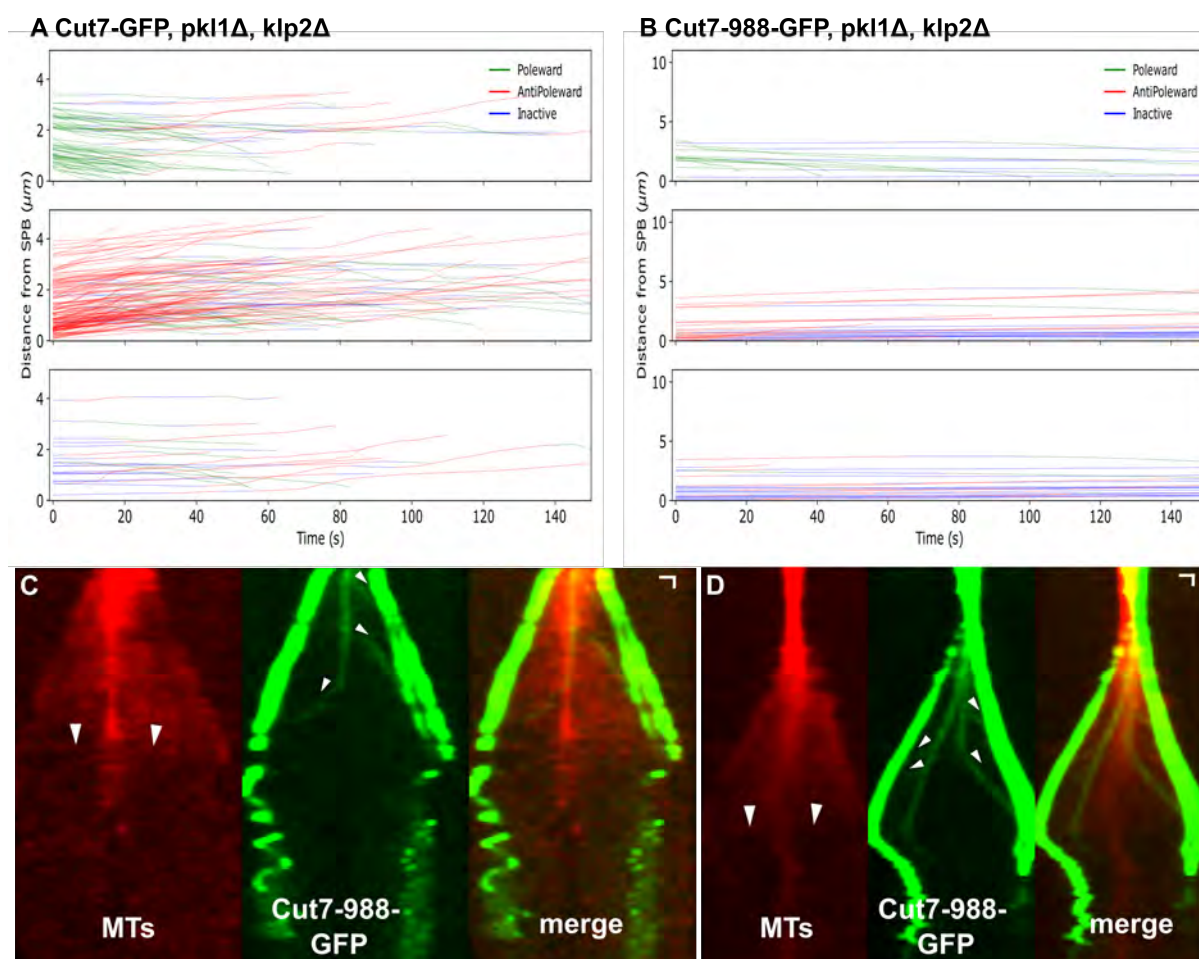 A Cut7-GFP, pkl1Δ, klp2Δ
B Cut7-988-GFP, pkl1Δ, klp2Δ
Distance from SPB (μm)
4
2
0
Poleward
AntiPoleward
Inactive
4
2
0
4
2
0
0 20 40 60 80 100 120 140
Time (s)
Distance from SPB (μm)
10
5
0
Poleward
AntiPoleward
Inactive
10
5
0
10
5
0
0 20 40 60 80 100 120 140
Time (s)
C
MTs
Cut7-988-
GFP
merge
D
MTs
Cut7-988-
GFP
merge